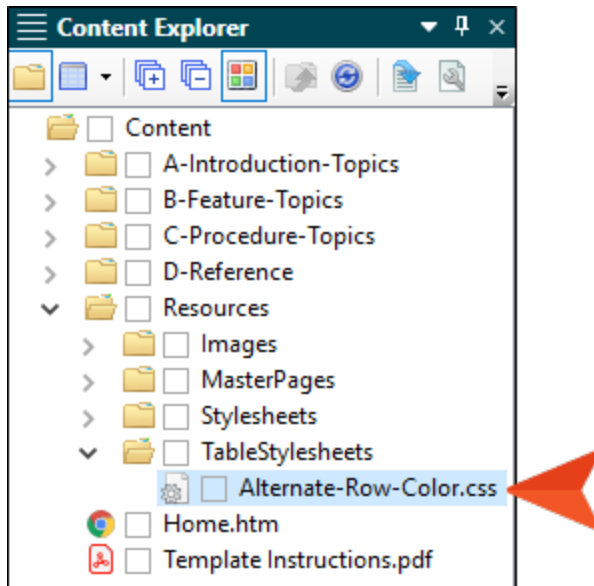 Content Explorer
Content
A-Introduction-Topics
B-Feature-Topics
C-Procedure-Topics
D-Reference
Resources
Images
MasterPages
Stylesheets
TableStylesheets
Alternate-Row-Color.css
Home.htm
Template Instructions.pdf